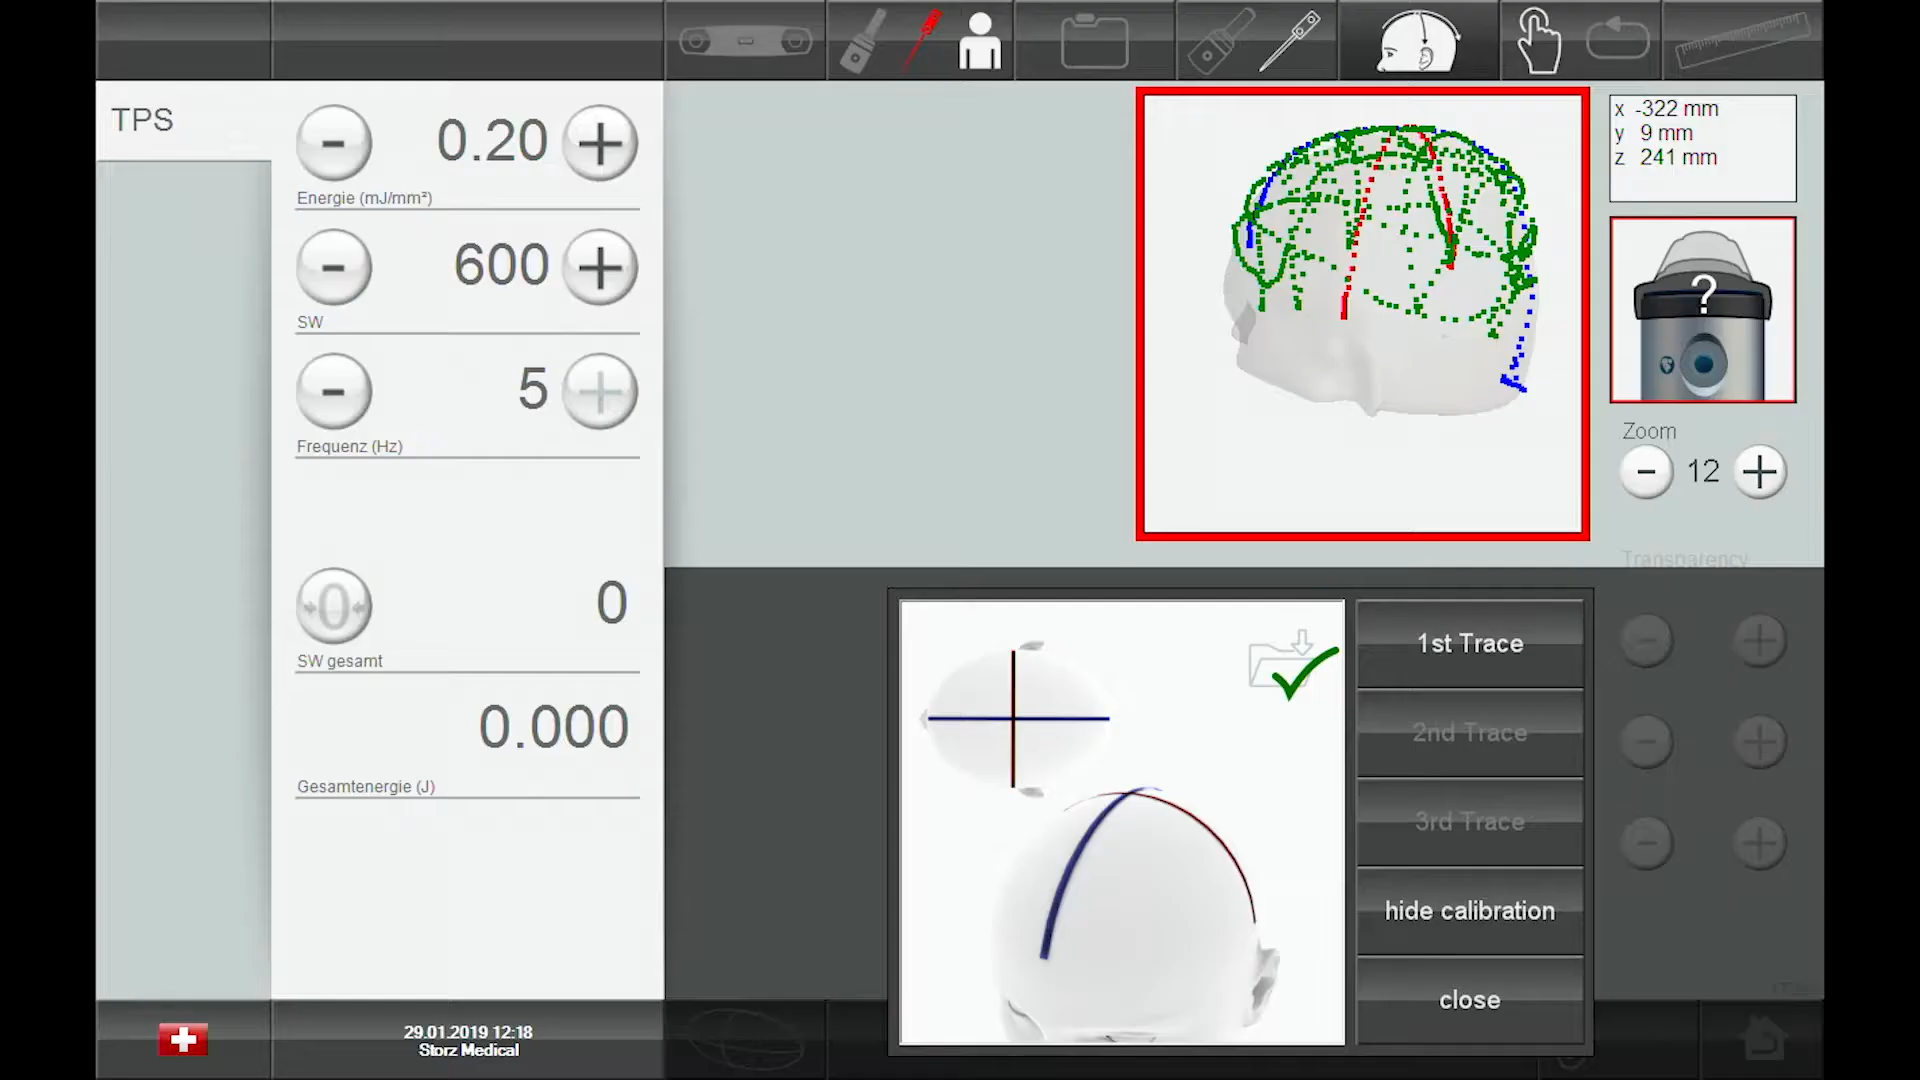 TPS
0.20
Energie (mJ/mm²)
600
SW
5
Frequenz (Hz)
0
0
SW gesamt
0.000
Gesamtenergie (J)
29.01.2019 12:18
Storz Medical
x -322 mm
y 9 mm
z 241 mm
?
Zoom
12
Transparency
1st Trace
2nd Trace
3rd Trace
hide calibration
close